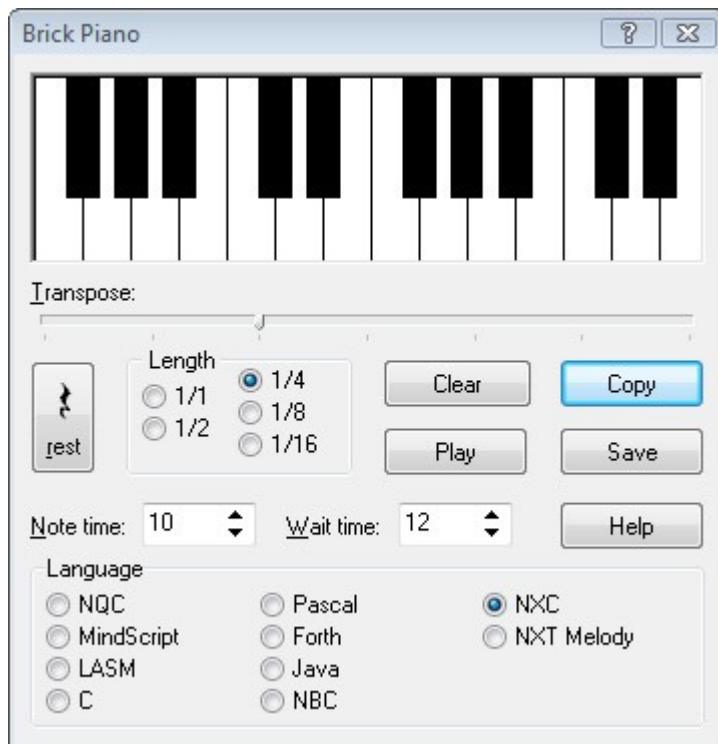 Brick Piano
Transpose:
rest
Length
1/1
1/2
1/4
1/8
1/16
Clear
Copy
Play
Save
Note time: 10
Wait time: 12
Help
Language
NQC
MindScript
LASM
C
Pascal
Forth
Java
NBC
NXC
NXT Melody